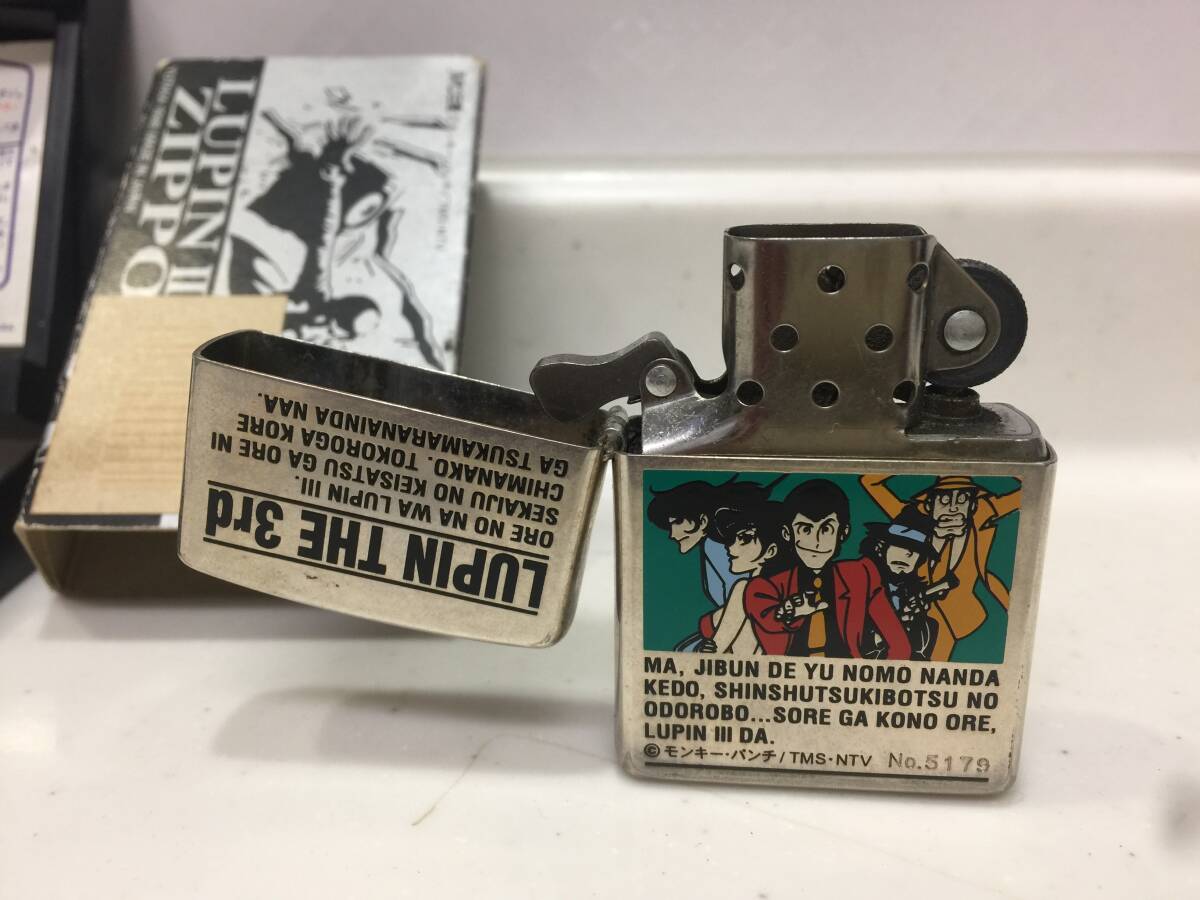 LUPIN THE 3rd
ORE NO NA WA LUPIN III.
SEKAIJU NO KEISATSU GA ORE NI
CHIMANAKO. TOKOROGA KORE
GA TSUKAMARANAINDA NAA.
MA, JIBUN DE YU NOMO NANDA
KEDO, SHINSHUTSUKIBOTSU NO
ODOROBO...SORE GA KONO ORE,
LUPIN III DA.
©モンキー・パンチ/TMS・NTV No.5179
LUPIN
ZIPPO